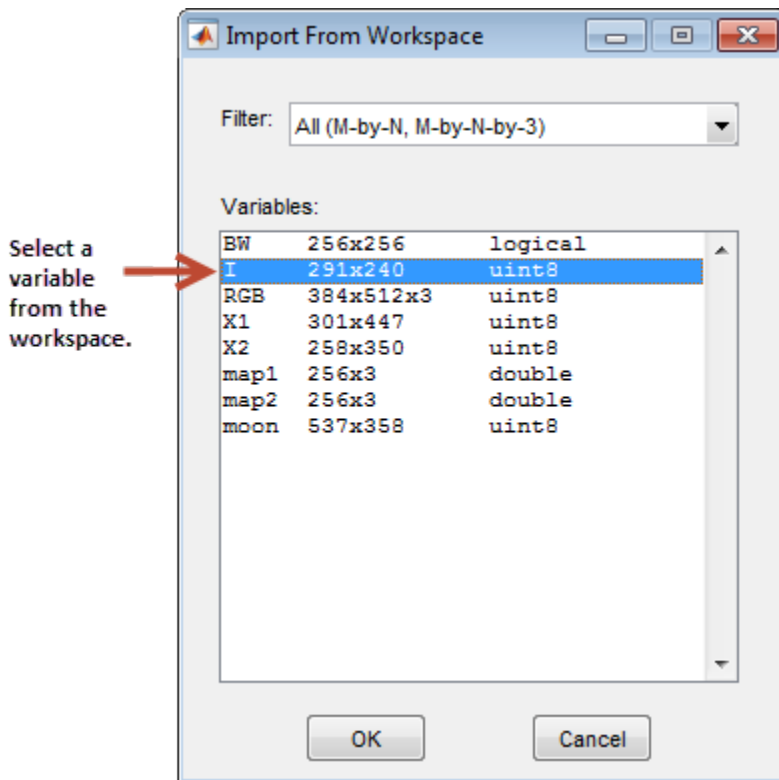 Import From Workspace
Filter: All (M-by-N, M-by-N-by-3)
Variables:
Select a
variable
from the
workspace.
BW 256x256 logical
I 291x240 uint8
RGB 384x512x3 uint8
X1 301x447 uint8
X2 258x350 uint8
map1 256x3 double
map2 256x3 double
moon 537x358 uint8
OK Cancel